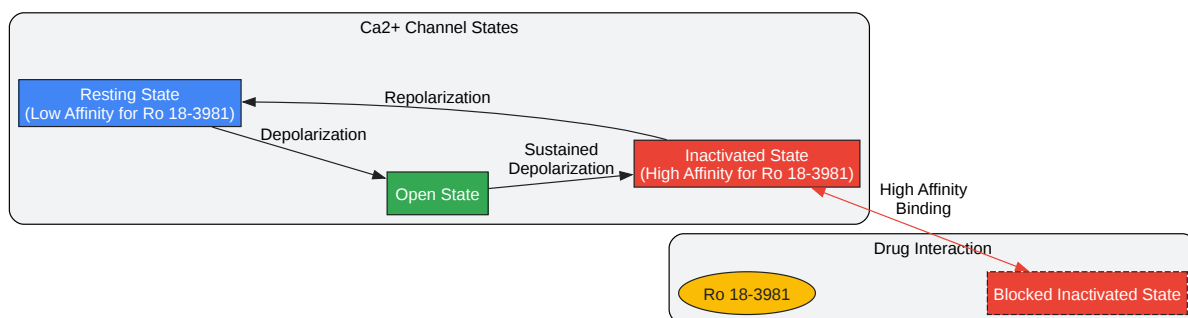 Ca2+ Channel States
Resting State
(Low Affinity for Ro 18-3981)
Repolarization
Depolarization
Sustained
Depolarization
Inactivated State
(High Affinity for Ro 18-3981)
Open State
High Affinity
Binding
Drug Interaction
Ro 18-3981
Blocked Inactivated State